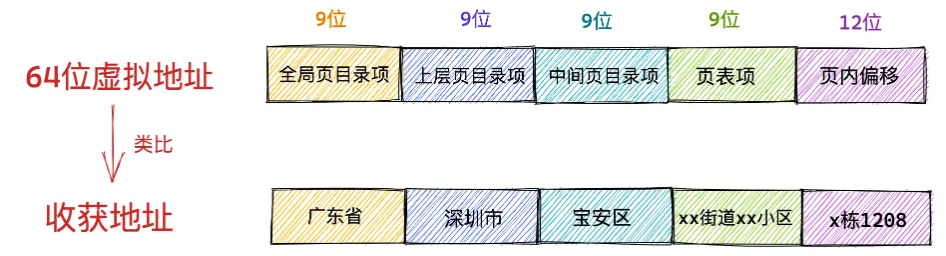 9位 9位 9位 9位 12位
64位虚拟地址 全局页目录项 上层页目录项 中间页目录项 页表项 页内偏移
类比
收获地址 广东省 深圳市 宝安区 xx街道xx小区 x栋1208